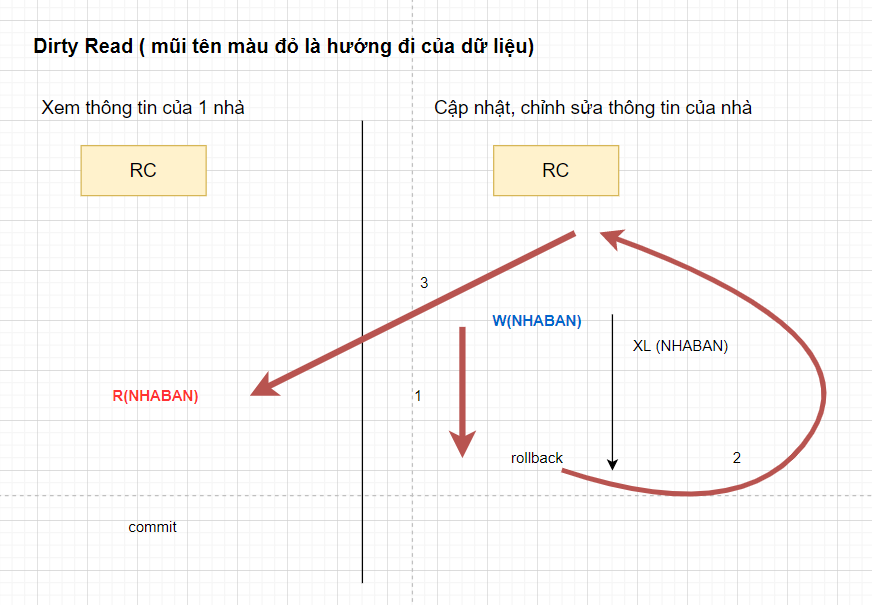 Dirty Read ( mũi tên màu đỏ là hướng đi của dữ liệu)
Xem thông tin của 1 nhà
Cập nhật, chỉnh sửa thông tin của nhà
RC
RC
3
W(NHABAN)
XL (NHABAN)
R(NHABAN)
1
rollback
2
commit